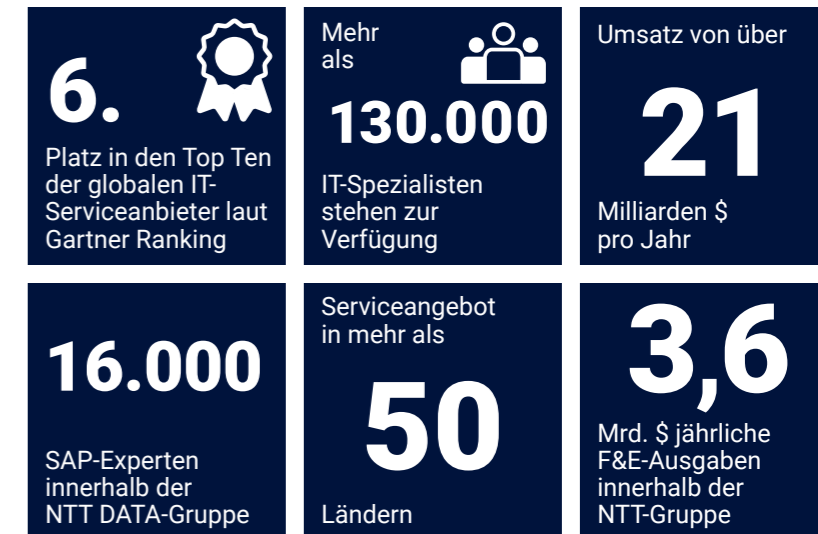 6.
Platz in den Top Ten
der globalen IT-
Serviceanbieter laut
Gartner Ranking
Mehr
als
130.000
IT-Spezialisten
stehen zur
Verfügung
Umsatz von über
21
Milliarden $
pro Jahr
16.000
SAP-Experten
innerhalb der
NTT DATA-Gruppe
Serviceangebot
in mehr als
50
Ländern
3,6
Mrd. $ jährliche
F&E-Ausgaben
innerhalb der
NTT-Gruppe